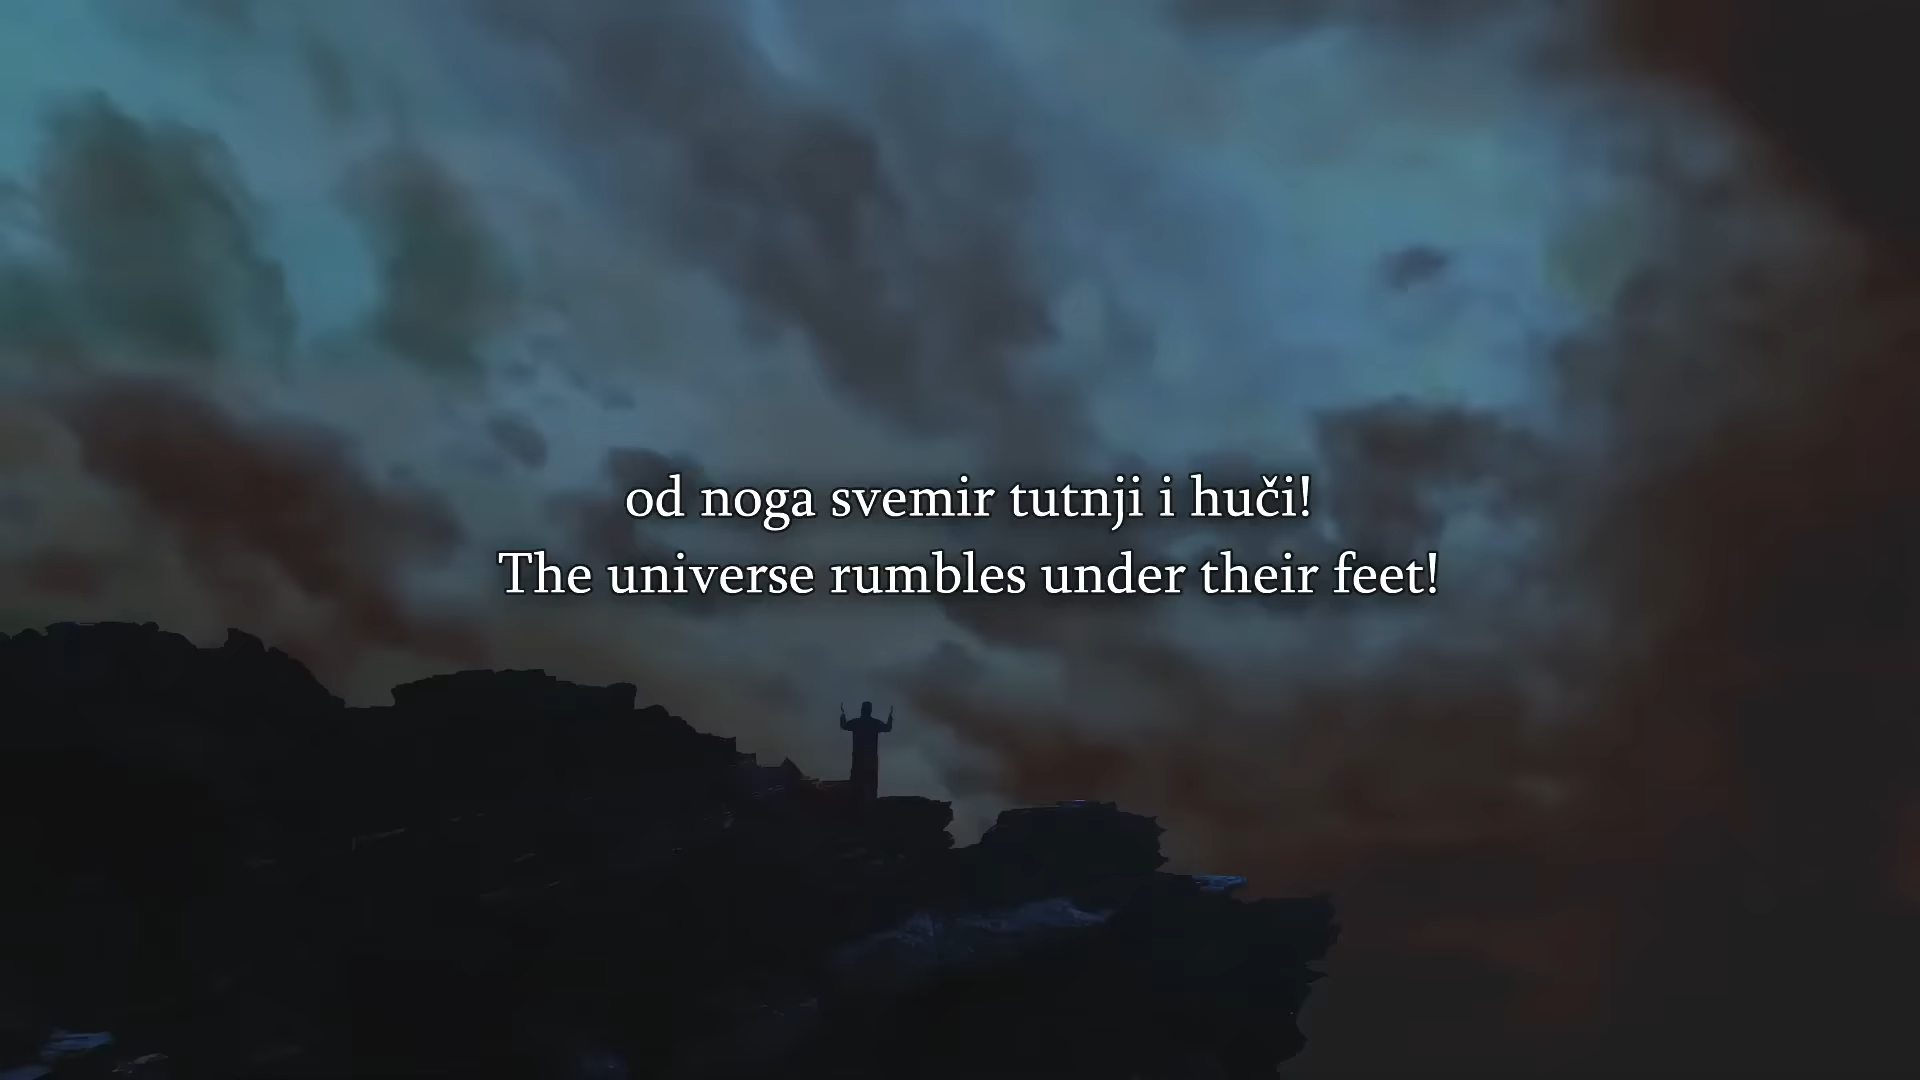 od noga svemir tutnji i huči!
The universe rumbles under their feet!